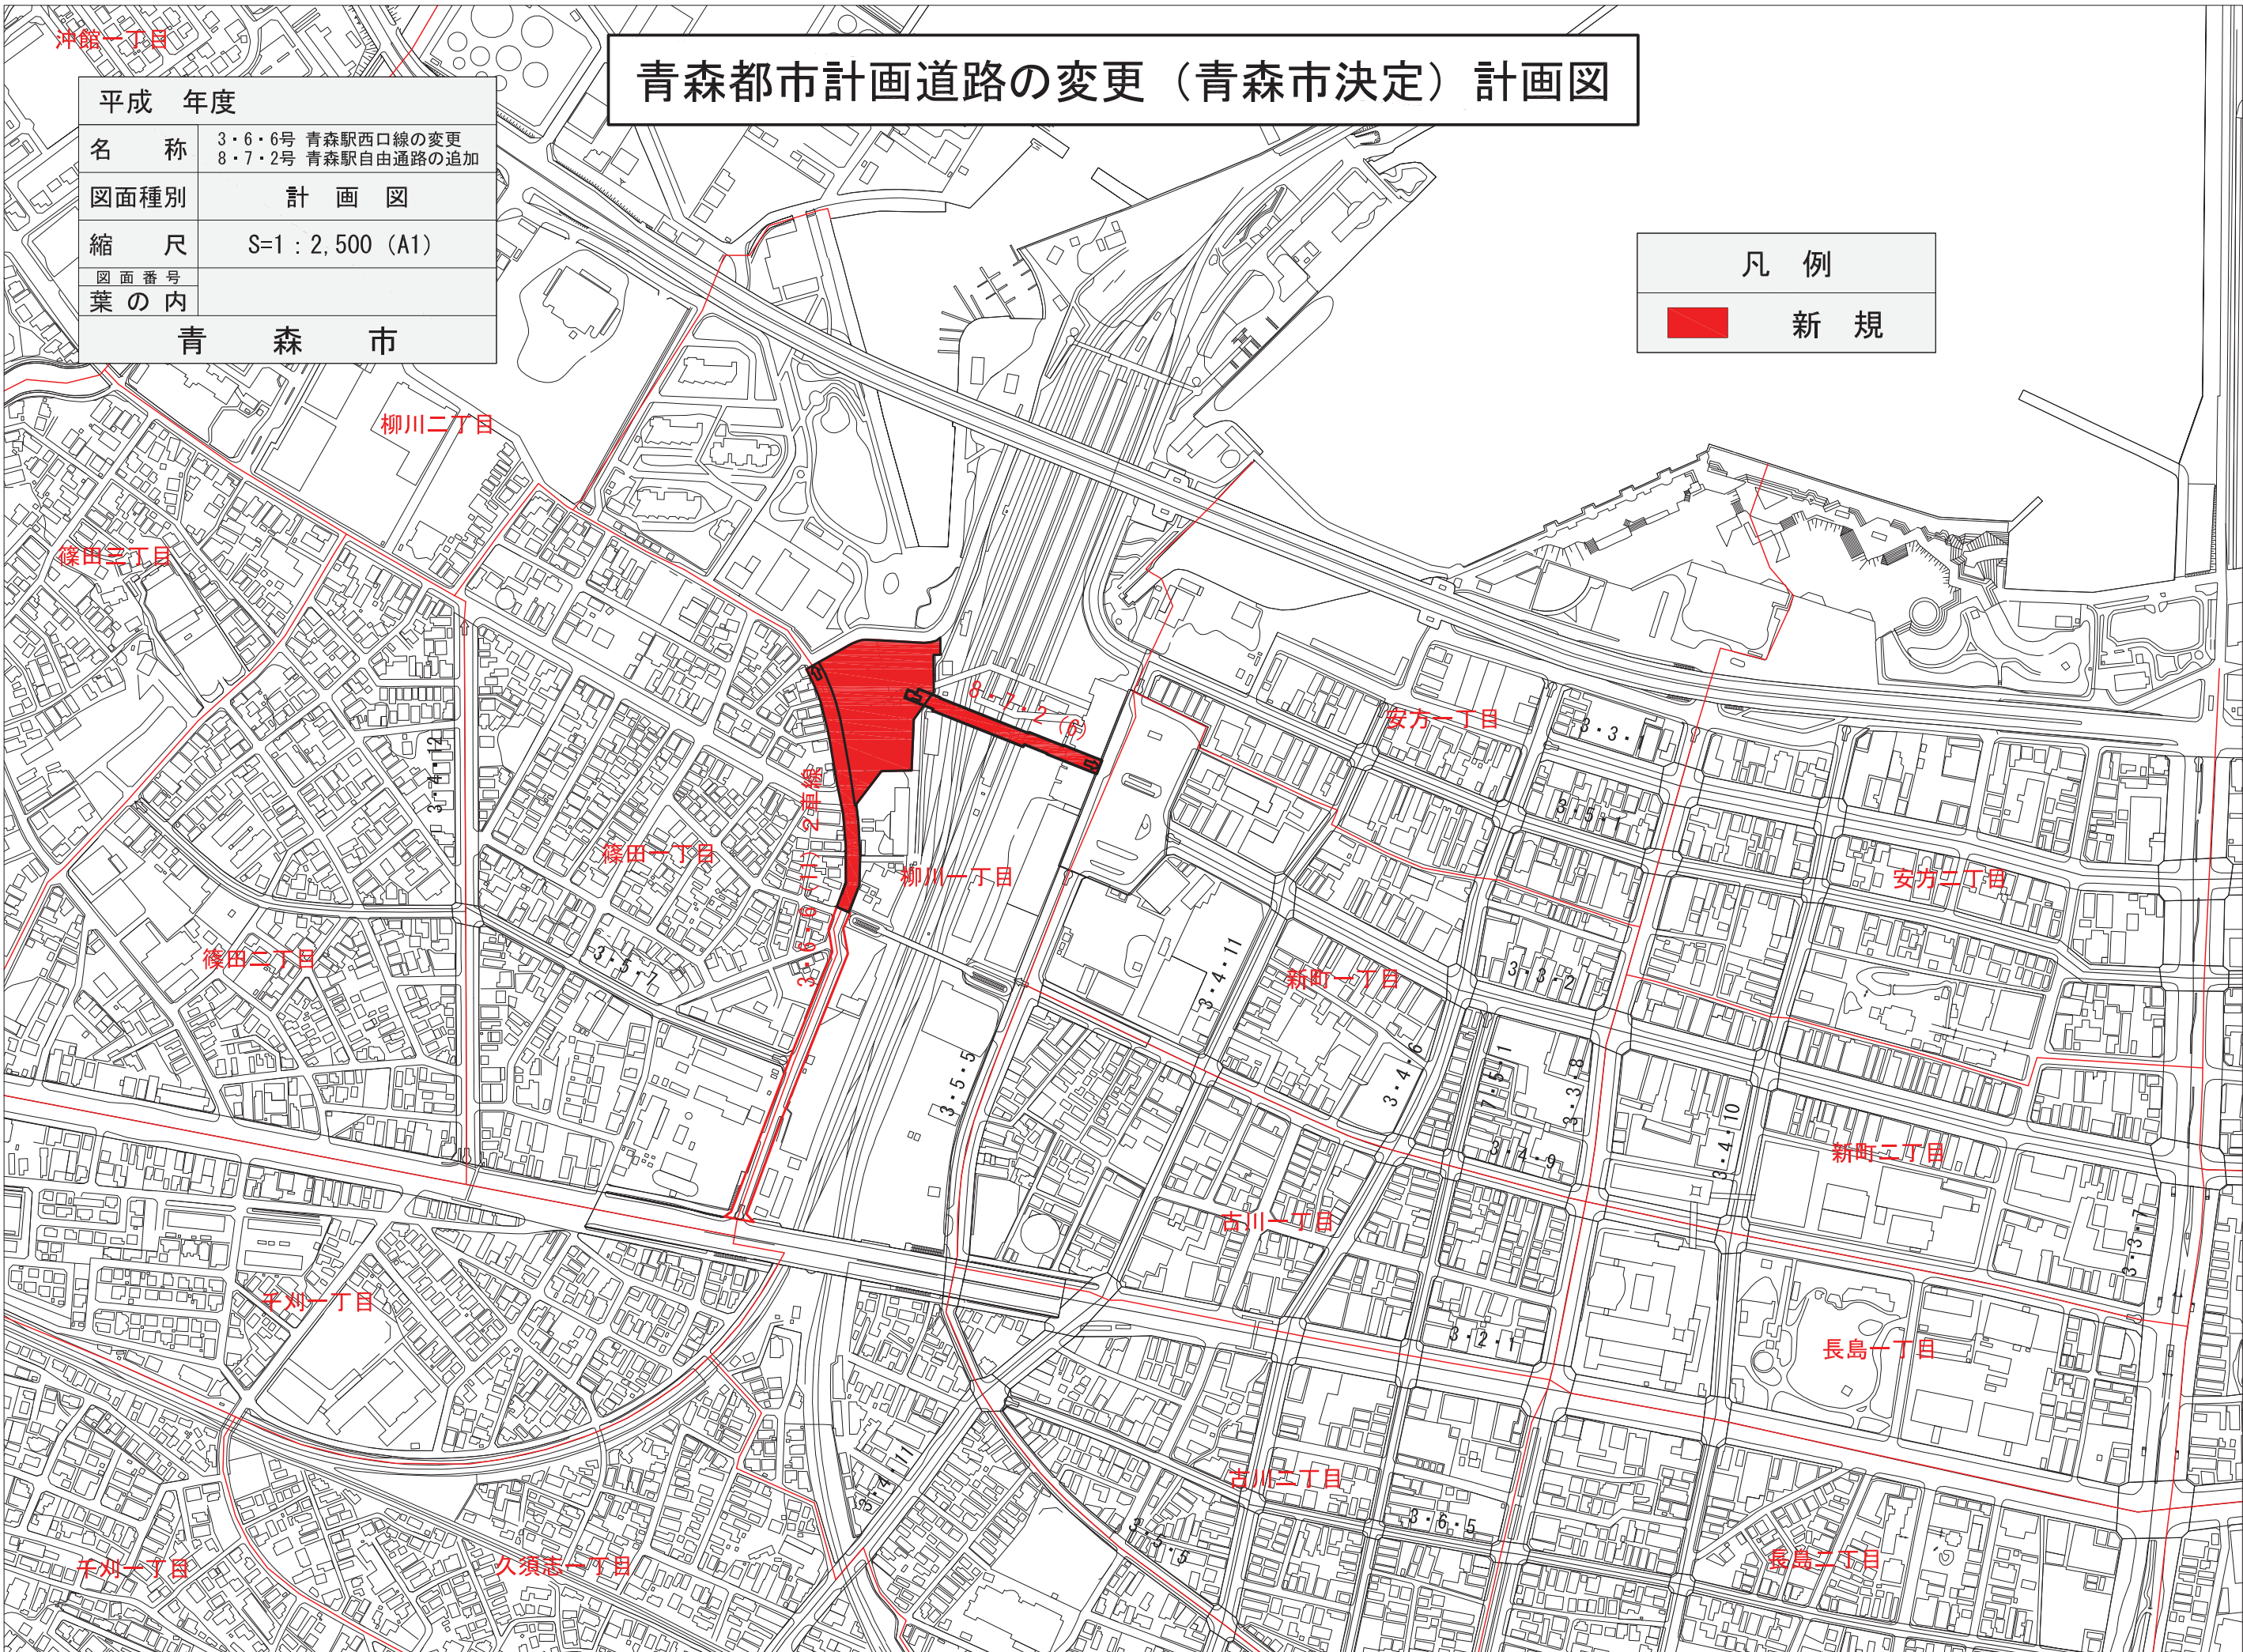 青森都市計画道路の変更（青森市決定）計画図
平成　年度
名　称　3・6・6号 青森駅西口線の変更
8・7・2号 青森駅自由通路の追加
図面種別　計 画 図
縮　尺　S=1：2,500（A1）
図面番号
葉の内
青 森 市
凡 例
新 規
沖館一丁目
柳川二丁目
篠田三丁目
8・7・2（6）
安方一丁目
3・3・1
3・4・12
3・5・1
3・6・6（11）2車線
篠田一丁目
柳川一丁目
安方二丁目
篠田二丁目
3・5・7
3・4・11
新町一丁目
3・3・2
3・5・5
3・4・6
7・5・1
3・3・8
3・4・10
3・4・9
新町二丁目
古川一丁目
3・3・7
千刈一丁目
3・2・1
長島一丁目
3・4・11
古川二丁目
3・6・5
3・5・5
千刈一丁目
久須志一丁目
長島二丁目